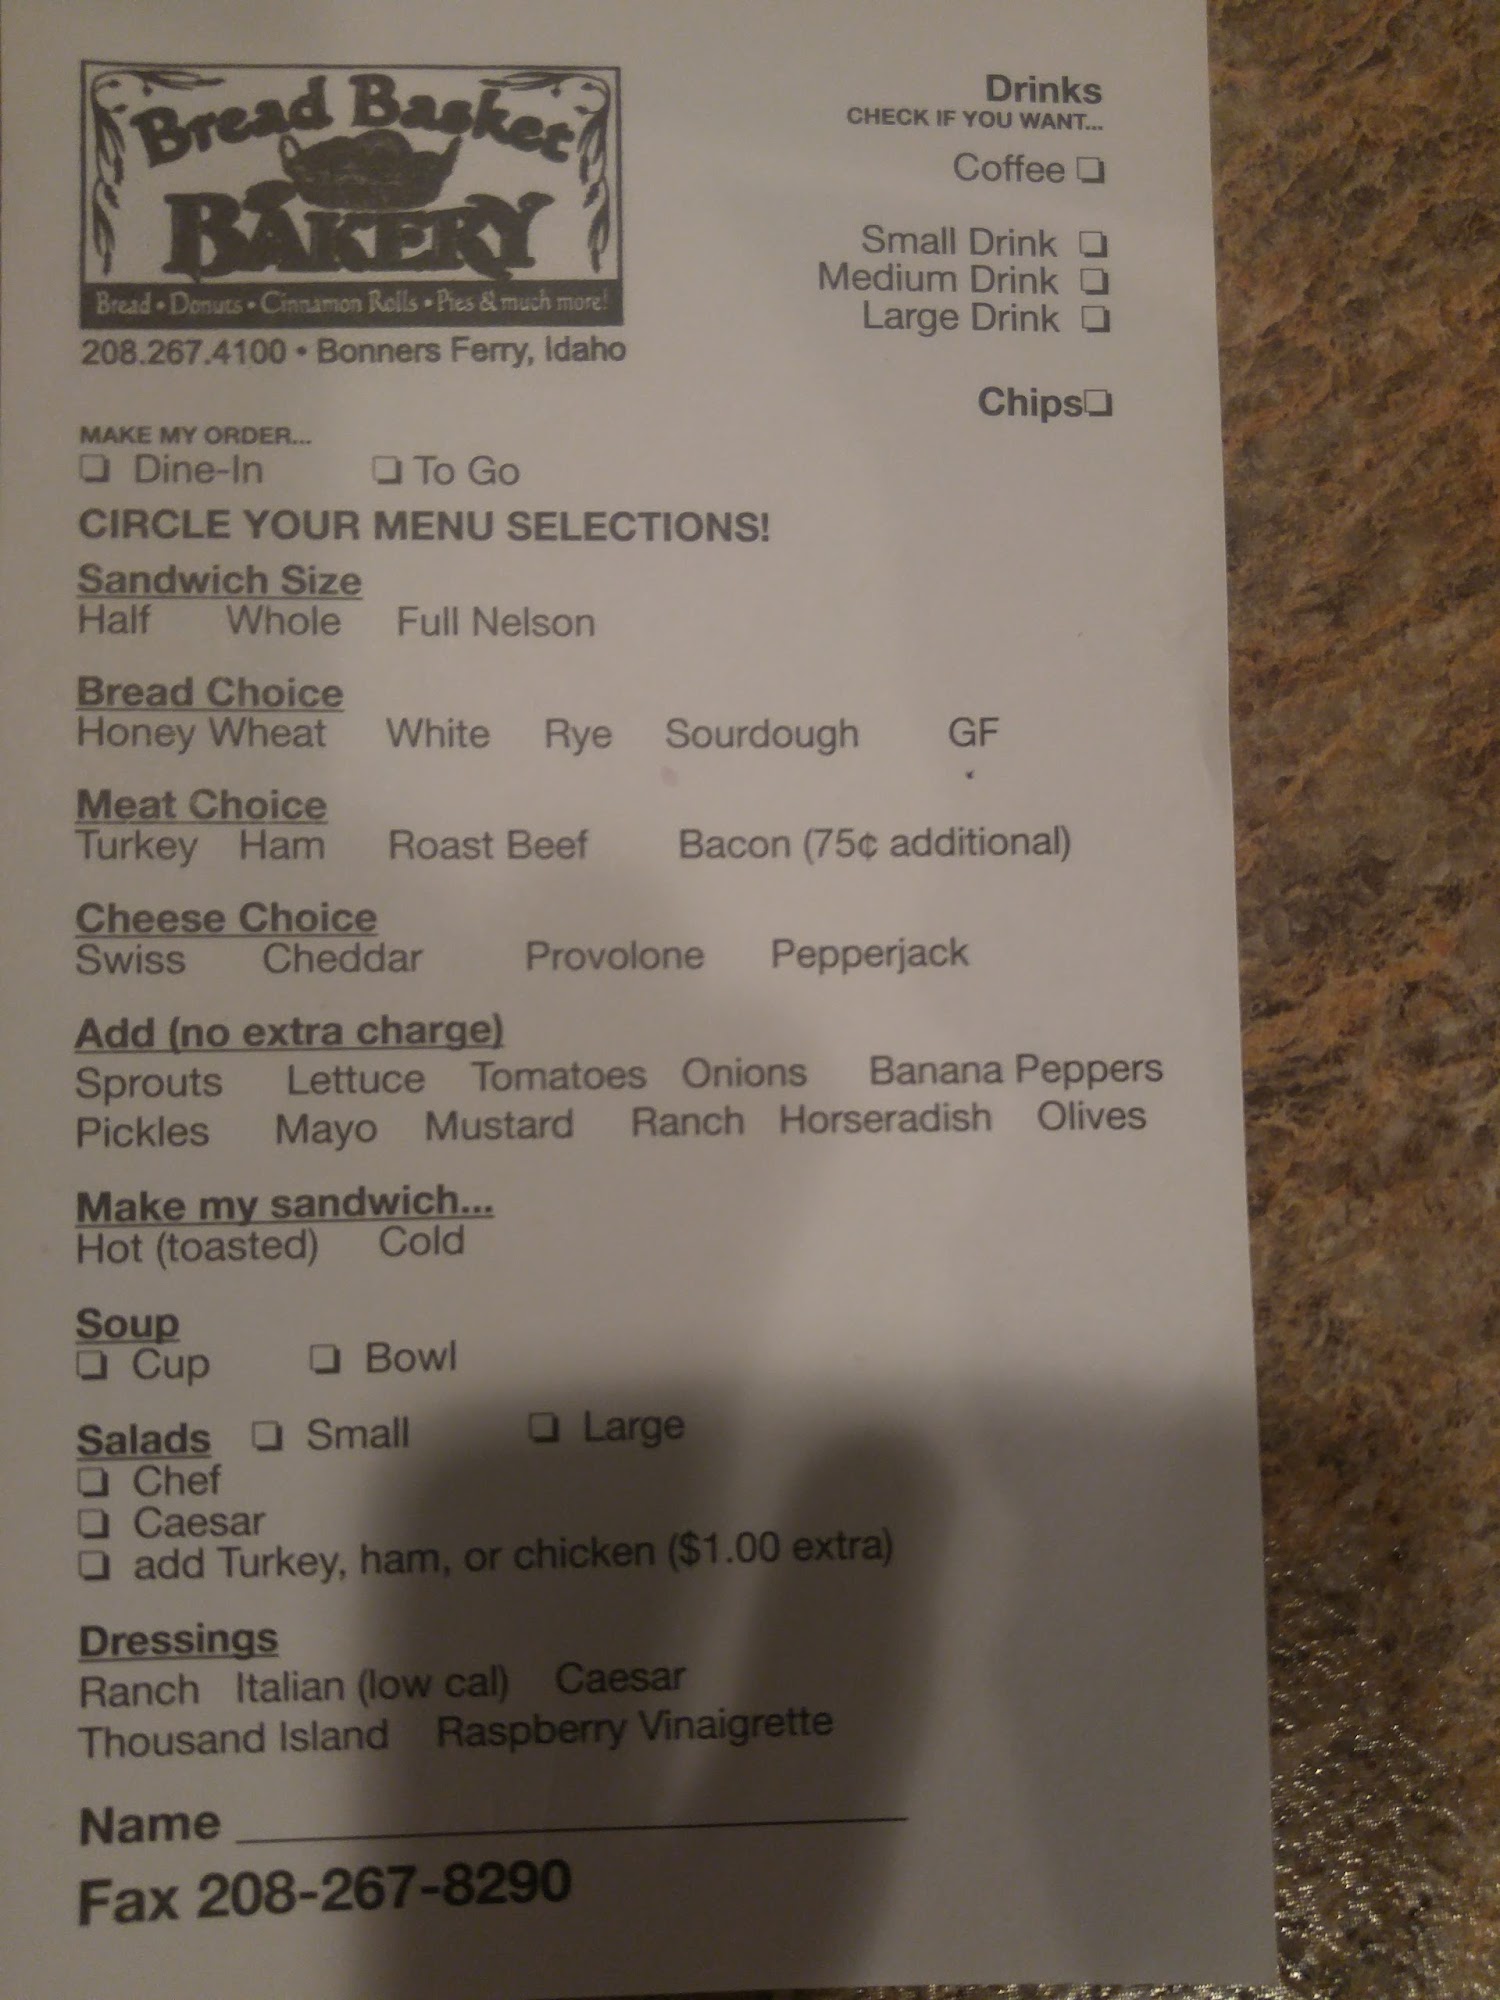 Bread Basket
BAKERY
Bread • Donuts • Cinnamon Rolls • Pies & much more!
208.267.4100 • Bonners Ferry, Idaho
Drinks
CHECK IF YOU WANT...
Coffee ❏
Small Drink ❏
Medium Drink ❏
Large Drink ❏
Chips❏
MAKE MY ORDER...
❏ Dine-In ❏ To Go
CIRCLE YOUR MENU SELECTIONS!
Sandwich Size
Half Whole Full Nelson
Bread Choice
Honey Wheat White Rye Sourdough GF
Meat Choice
Turkey Ham Roast Beef Bacon (75¢ additional)
Cheese Choice
Swiss Cheddar Provolone Pepperjack
Add (no extra charge)
Sprouts Lettuce Tomatoes Onions Banana Peppers
Pickles Mayo Mustard Ranch Horseradish Olives
Make my sandwich...
Hot (toasted) Cold
Soup
❏ Cup ❏ Bowl
Salads ❏ Small ❏ Large
❏ Chef
❏ Caesar
❏ add Turkey, ham, or chicken ($1.00 extra)
Dressings
Ranch Italian (low cal) Caesar
Thousand Island Raspberry Vinaigrette
Name
Fax 208-267-8290